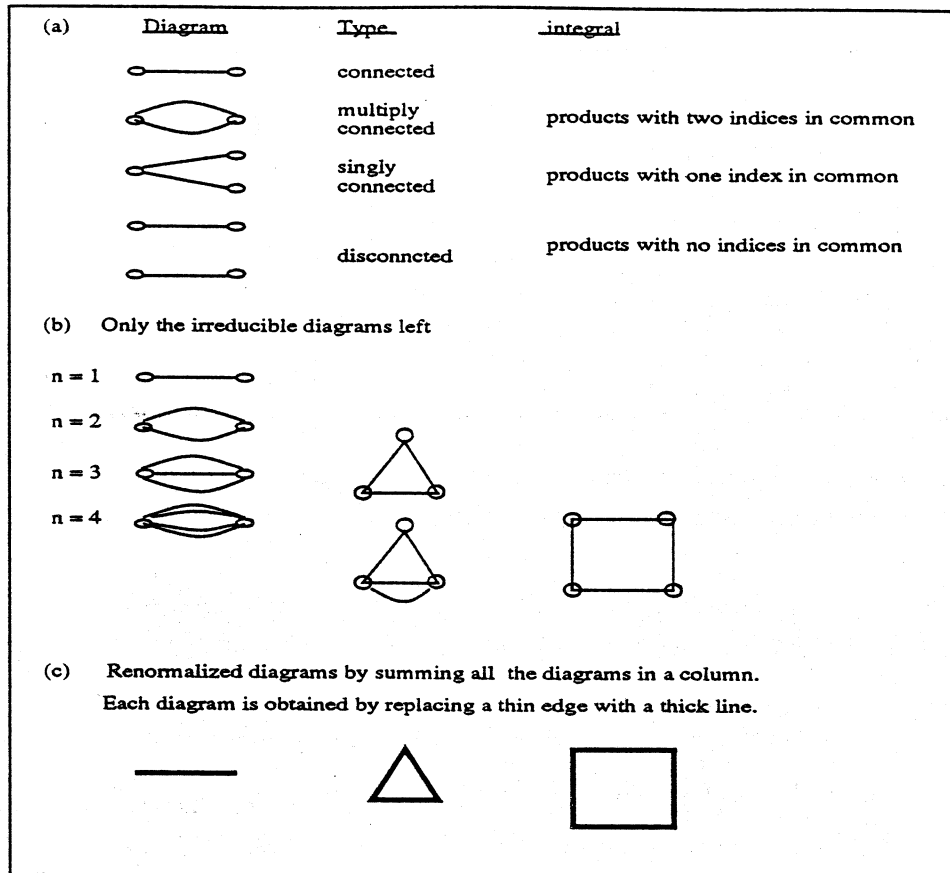 (a) Diagram Type integral
connected
multiply
connected products with two indices in common
singly
connected products with one index in common
disconncted products with no indices in common
(b) Only the irreducible diagrams left
n = 1
n = 2
n = 3
n = 4
(c) Renormalized diagrams by summing all the diagrams in a column.
Each diagram is obtained by replacing a thin edge with a thick line.